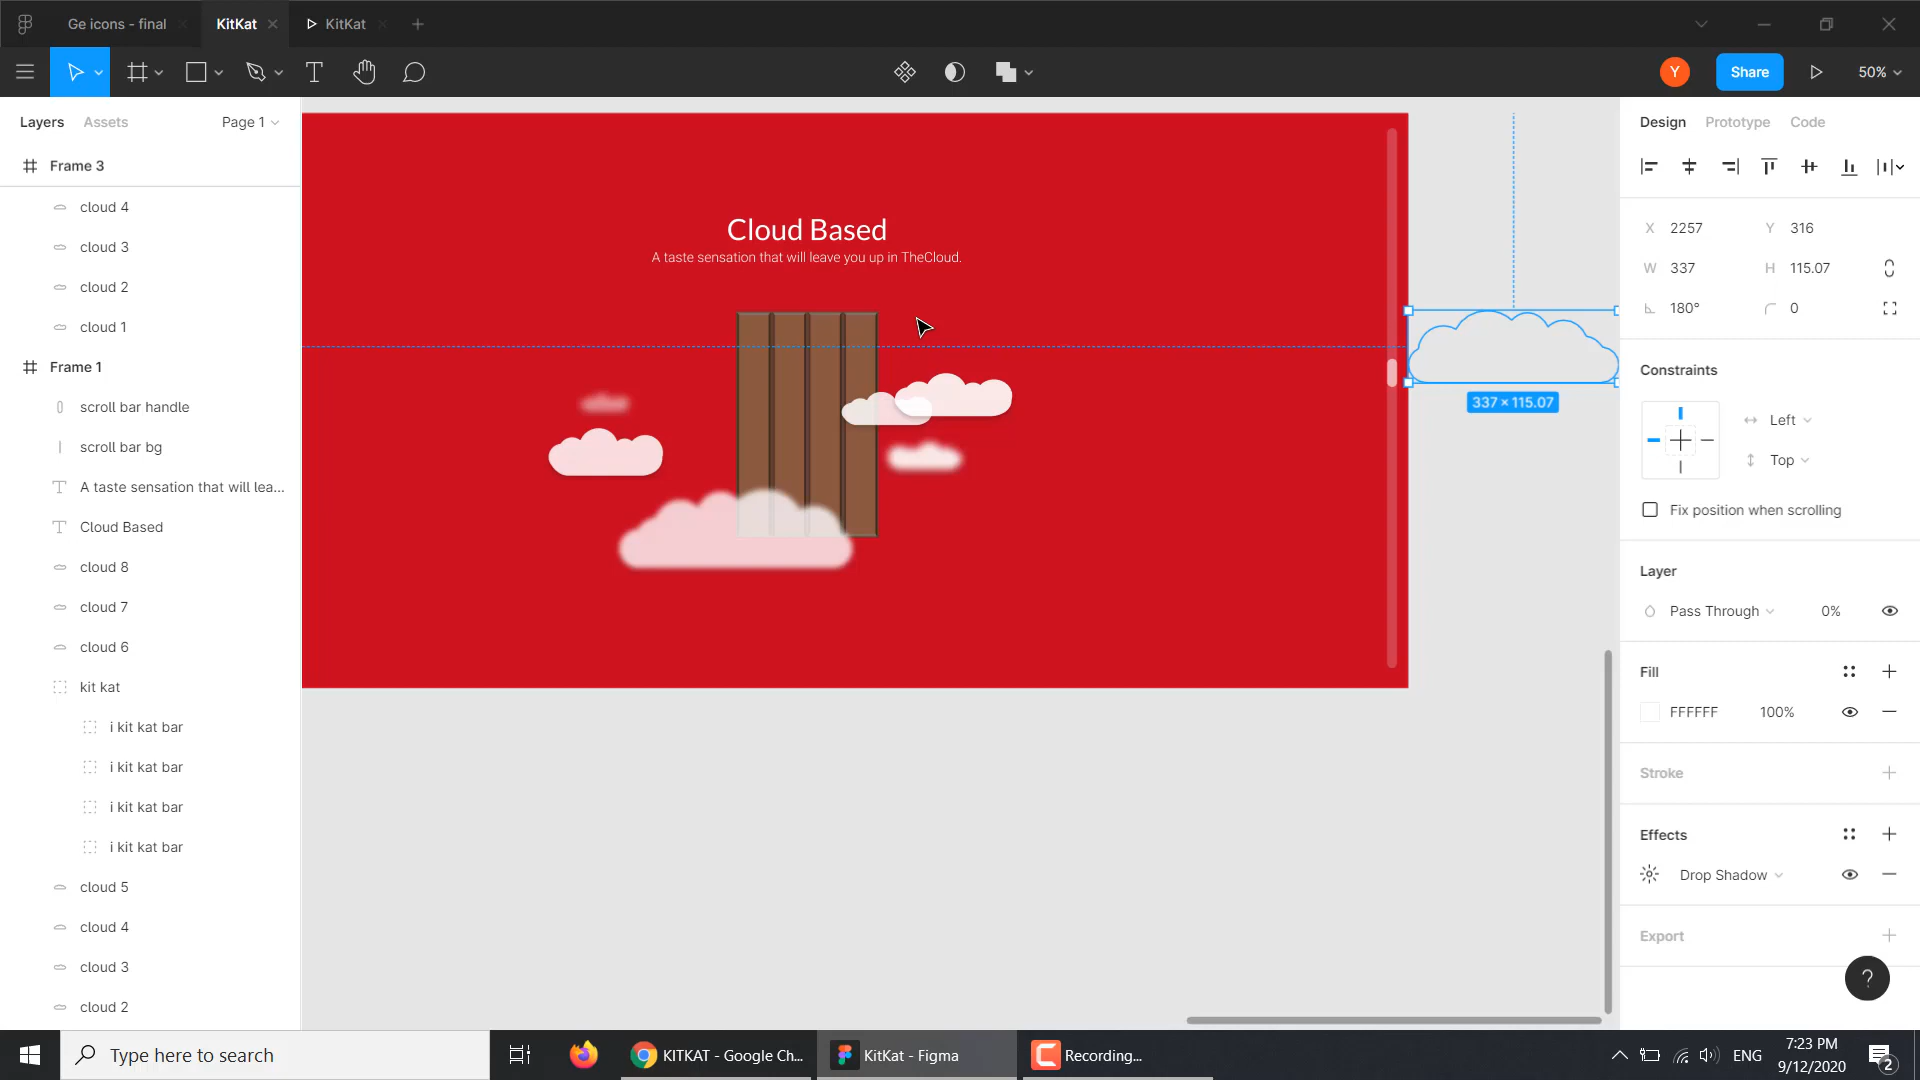 Ge icons - final
KitKat
KitKat
Share
50%
Y
Layers
Assets
Page 1
Design
Prototype
Code
Frame 3
cloud 4
cloud 3
cloud 2
cloud 1
Frame 1
scroll bar handle
scroll bar bg
A taste sensation that will lea...
Cloud Based
cloud 8
cloud 7
cloud 6
kit kat
i kit kat bar
i kit kat bar
i kit kat bar
i kit kat bar
cloud 5
cloud 4
cloud 3
cloud 2
Cloud Based
A taste sensation that will leave you up in TheCloud.
337 × 115.07
X 2257 Y 316
W 337 H 115.07
180° 0
Constraints
Left
Top
Fix position when scrolling
Layer
Pass Through 0%
Fill
FFFFFF 100%
Stroke
Effects
Drop Shadow
Export
?
Type here to search
KITKAT - Google Ch...
KitKat - Figma
Recording...
ENG
7:23 PM
9/12/2020
2